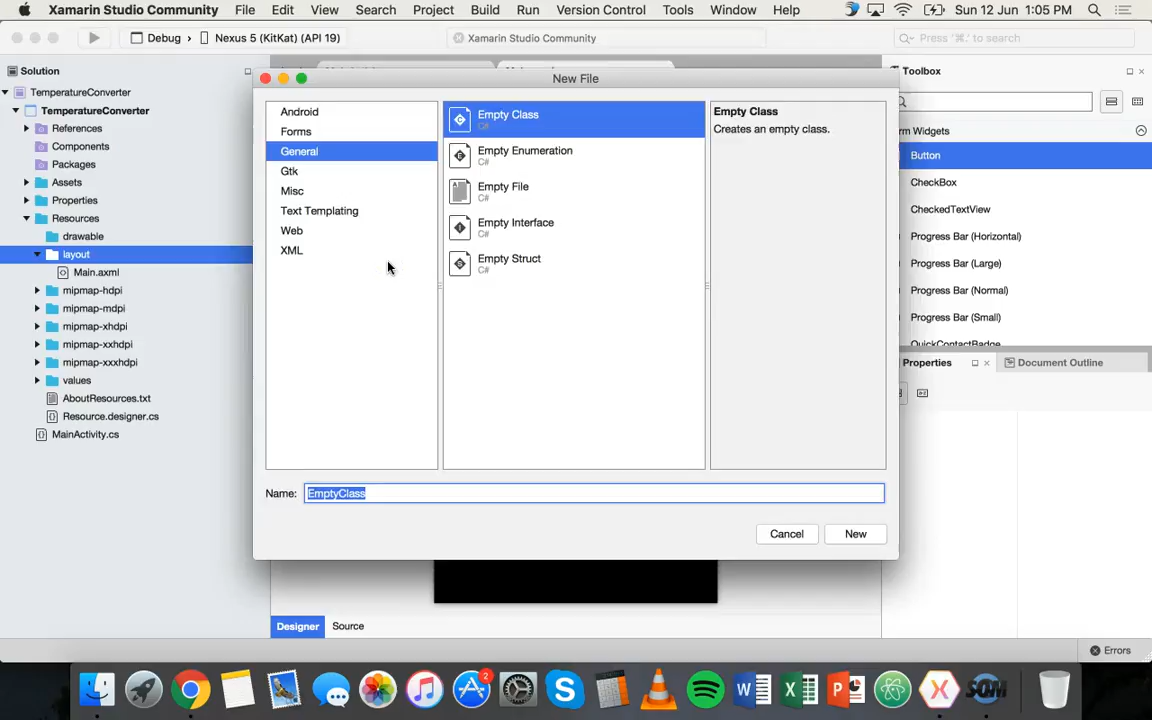 Xamarin Studio Community File Edit View Search Project Build Run Version Control Tools Window Help Sun 12 Jun 1:05 PM
Debug > Nexus 5 (KitKat) (API 19)
Xamarin Studio Community
Press '⌘.' to search
Solution
TemperatureConverter
TemperatureConverter
References
Components
Packages
Assets
Properties
Resources
drawable
layout
Main.axml
mipmap-hdpi
mipmap-mdpi
mipmap-xhdpi
mipmap-xxhdpi
mipmap-xxxhdpi
values
AboutResources.txt
Resource.designer.cs
MainActivity.cs
New File
Android
Forms
General
Gtk
Misc
Text Templating
Web
XML
Empty Class
C#
Empty Enumeration
C#
Empty File
C#
Empty Interface
C#
Empty Struct
C#
Empty Class
Creates an empty class.
Name: EmptyClass
Cancel New
Designer Source
Toolbox
rm Widgets
Button
CheckBox
CheckedTextView
Progress Bar (Horizontal)
Progress Bar (Large)
Progress Bar (Normal)
Progress Bar (Small)
QuickContactBadge
Properties Document Outline
Errors
2